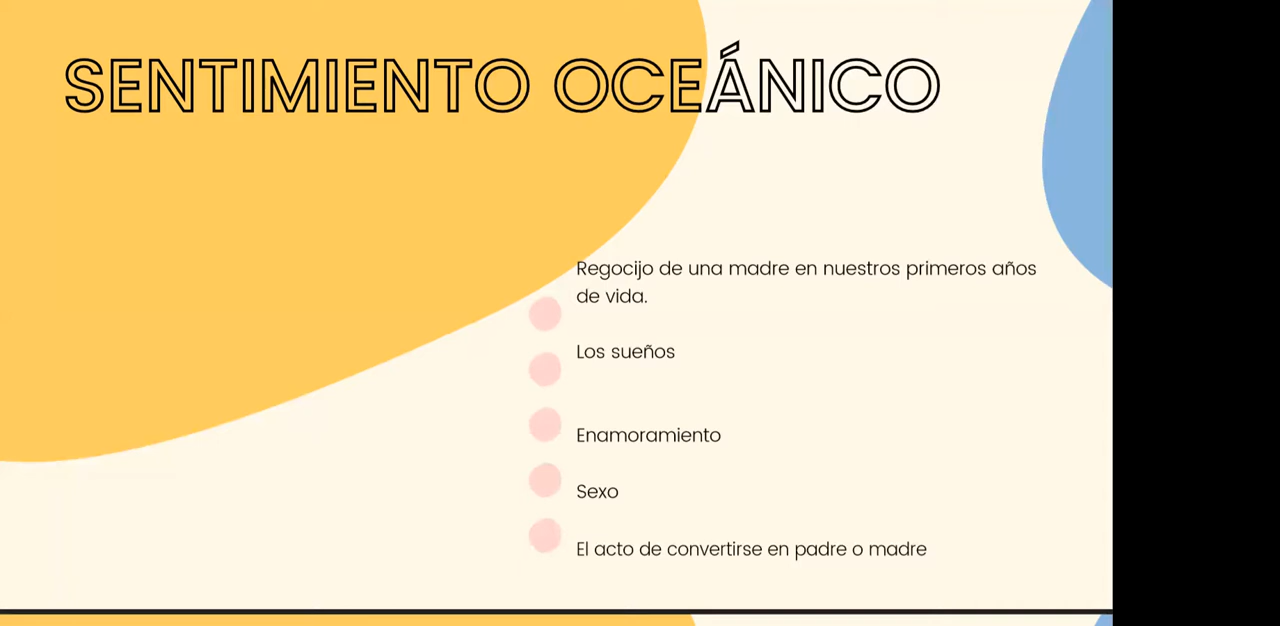 SENTIMIENTO OCEÁNICO
Regocijo de una madre en nuestros primeros años
de vida.
Los sueños
Enamoramiento
Sexo
El acto de convertirse en padre o madre